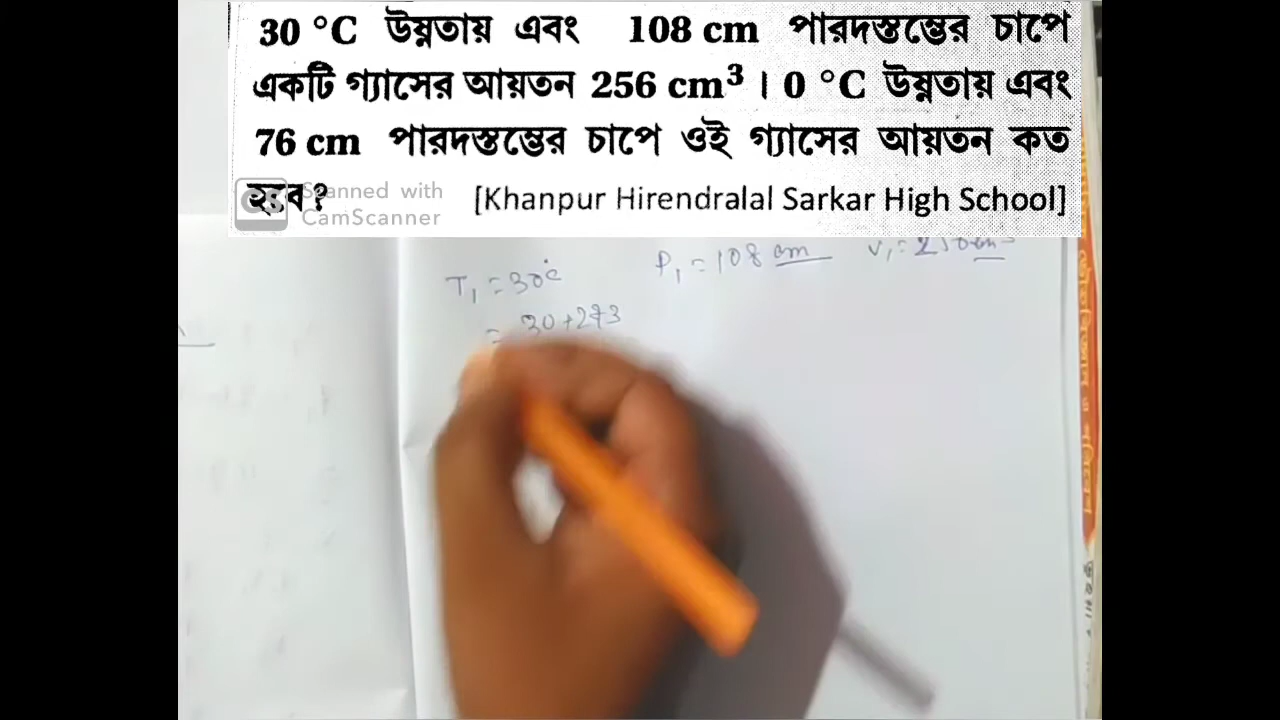 30 °C উষ্ণতায় এবং 108 cm পারদস্তম্ভের চাপে
একটি গ্যাসের আয়তন 256 cm³ । 0 °C উষ্ণতায় এবং
76 cm পারদস্তম্ভের চাপে ওই গ্যাসের আয়তন কত
হবে? [Khanpur Hirendralal Sarkar High School]
Scanned with
CamScanner
T₁ = 30°c P₁ = 108 cm V₁ =
= 30 + 273